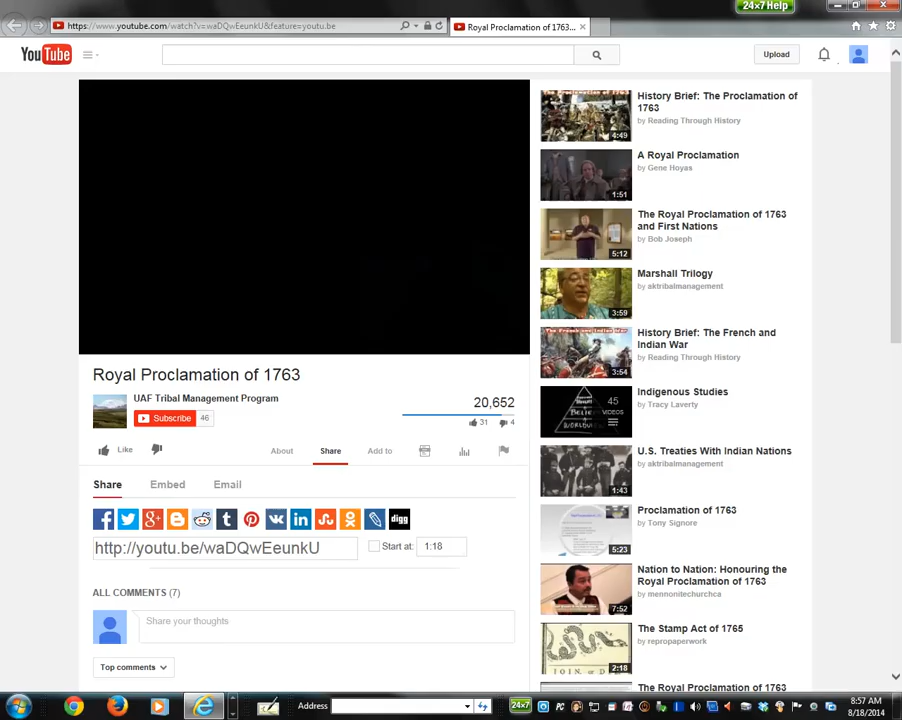 24×7 Help
https://www.youtube.com/watch?v=waDQwEeunkU&feature=youtu.be
Royal Proclamation of 1763...
YouTube
Upload
History Brief: The Proclamation of
1763
by Reading Through History
4:49
A Royal Proclamation
by Gene Hoyas
1:51
The Royal Proclamation of 1763
and First Nations
by Bob Joseph
5:12
Marshall Trilogy
by aktribalmanagement
3:59
History Brief: The French and
Indian War
by Reading Through History
3:54
Indigenous Studies
by Tracy Laverty
45
VIDEOS
U.S. Treaties With Indian Nations
by aktribalmanagement
1:43
Proclamation of 1763
by Tony Signore
5:23
Nation to Nation: Honouring the
Royal Proclamation of 1763
by mennonitechurchca
7:52
The Stamp Act of 1765
by repropaperwork
JOIN, or D
2:18
The Royal Proclamation of 1763
Royal Proclamation of 1763
UAF Tribal Management Program
Subscribe 46
20,652
31 4
Like
About
Share
Add to
Share
Embed
Email
digg
http://youtu.be/waDQwEeunkU
Start at: 1:18
ALL COMMENTS (7)
Share your thoughts
Top comments
Address
24×7
PC
8:57 AM
8/18/2014